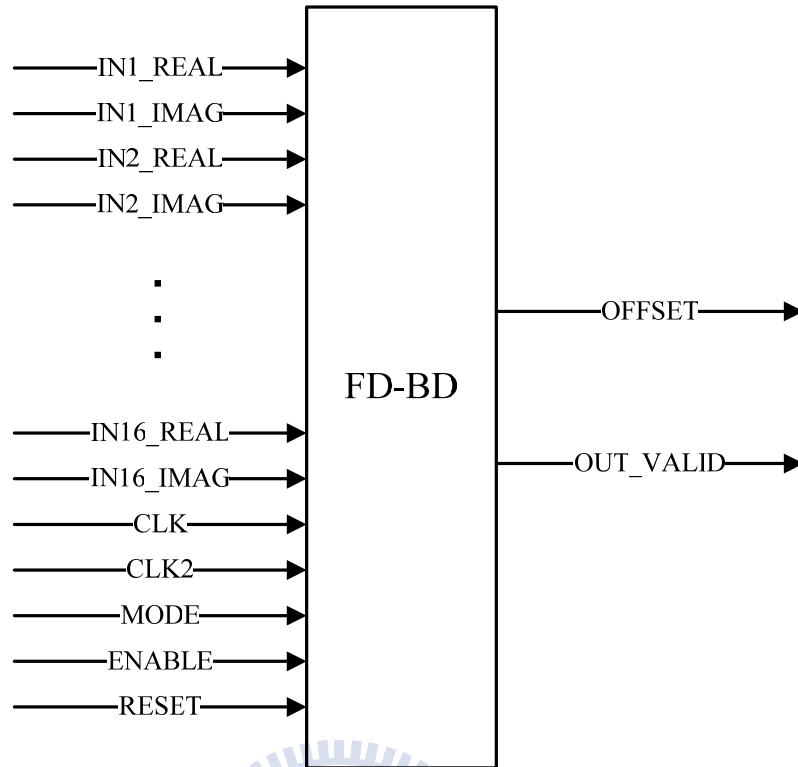 IN1_REAL
IN1_IMAG
IN2_REAL
IN2_IMAG
IN16_REAL
IN16_IMAG
CLK
CLK2
MODE
ENABLE
RESET
FD-BD
OFFSET
OUT_VALID